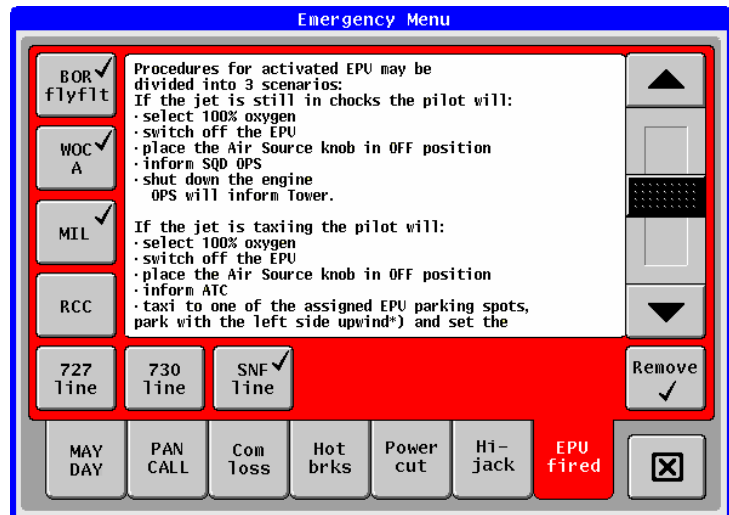 Emergency Menu
BOR
flyflt
WOC
A
MIL
RCC
Procedures for activated EPU may be
divided into 3 scenarios:
If the jet is still in chocks the pilot will:
· select 100% oxygen
· switch off the EPU
· place the Air Source knob in OFF position
· inform SQD OPS
· shut down the engine
OPS will inform Tower.
If the jet is taxiing the pilot will:
· select 100% oxygen
· switch off the EPU
· place the Air Source knob in OFF position
· inform ATC
· taxi to one of the assigned EPU parking spots,
park with the left side upwind*) and set the
727
line
730
line
SNF
line
Remove
MAY
DAY
PAN
CALL
Com
loss
Hot
brks
Power
cut
Hi-
jack
EPU
fired